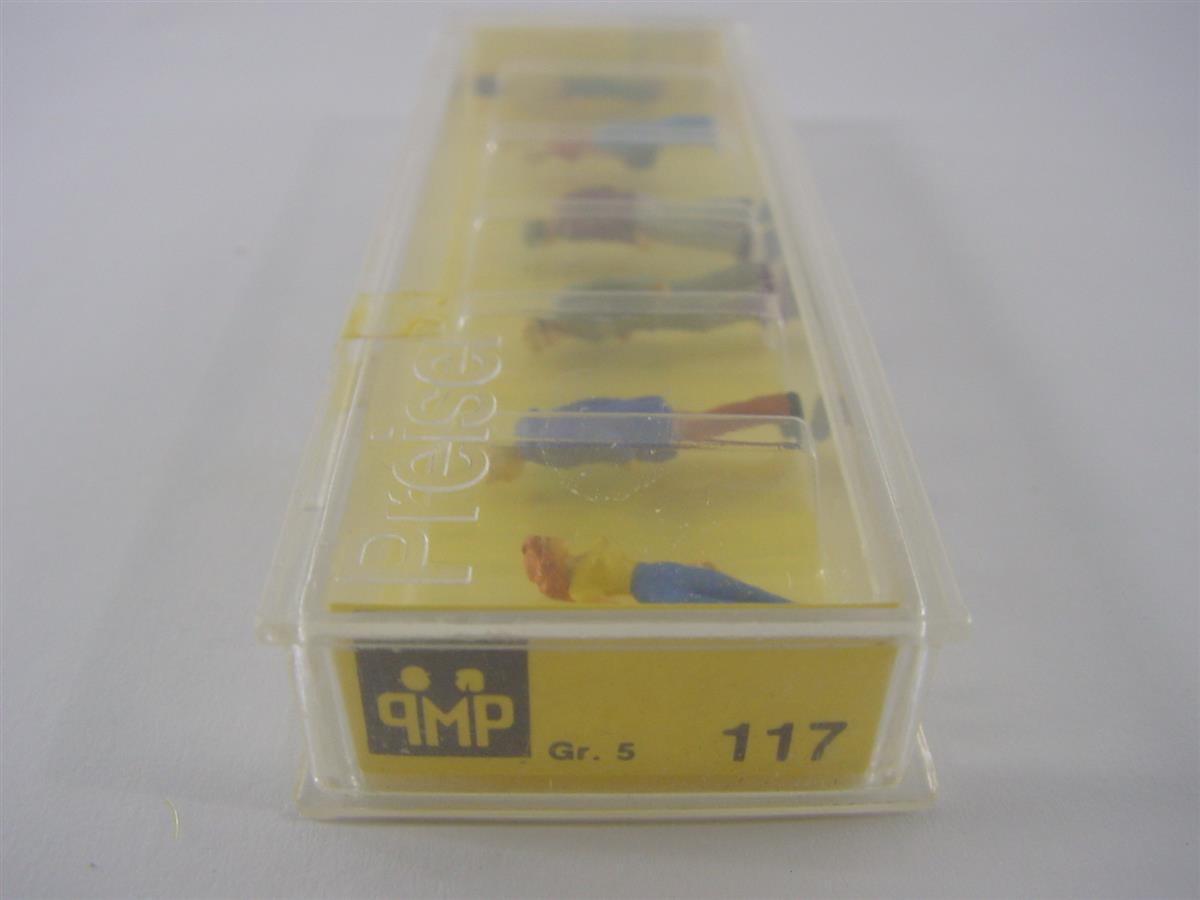 Preiser
PMP
Gr. 5 117